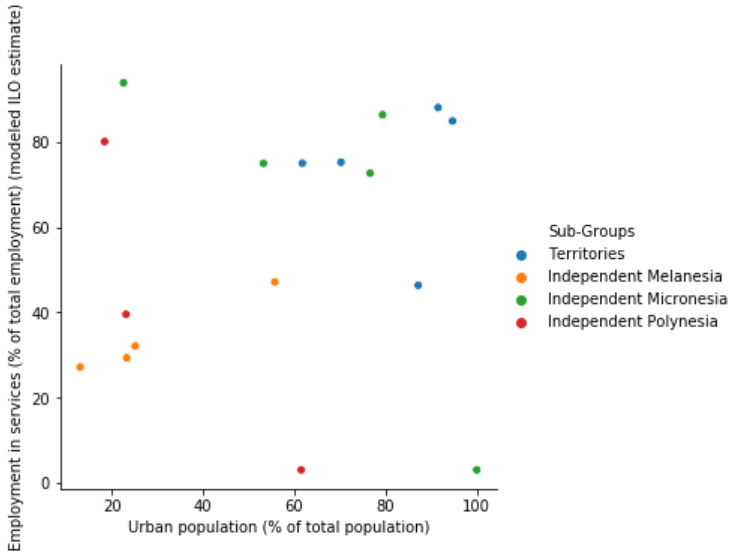 Employment in services (% of total employment) (modeled ILO estimate)
80
60
40
20
0
20 40 60 80 100
Urban population (% of total population)
Sub-Groups
Territories
Independent Melanesia
Independent Micronesia
Independent Polynesia